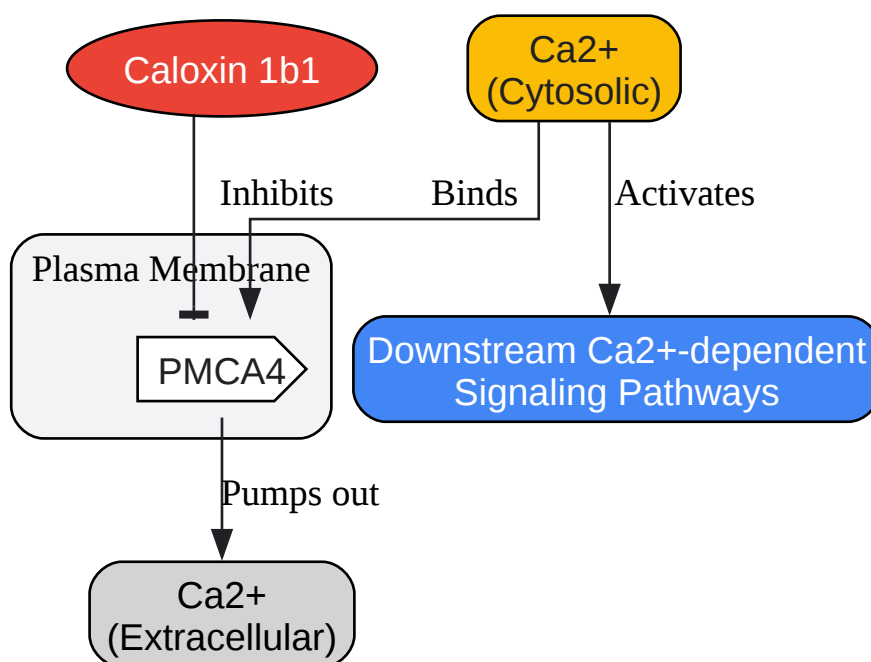 Caloxin 1b1
Ca2+
(Cytosolic)
Inhibits
Binds
Activates
Plasma Membrane
PMCA4
Downstream Ca2+-dependent
Signaling Pathways
Pumps out
Ca2+
(Extracellular)